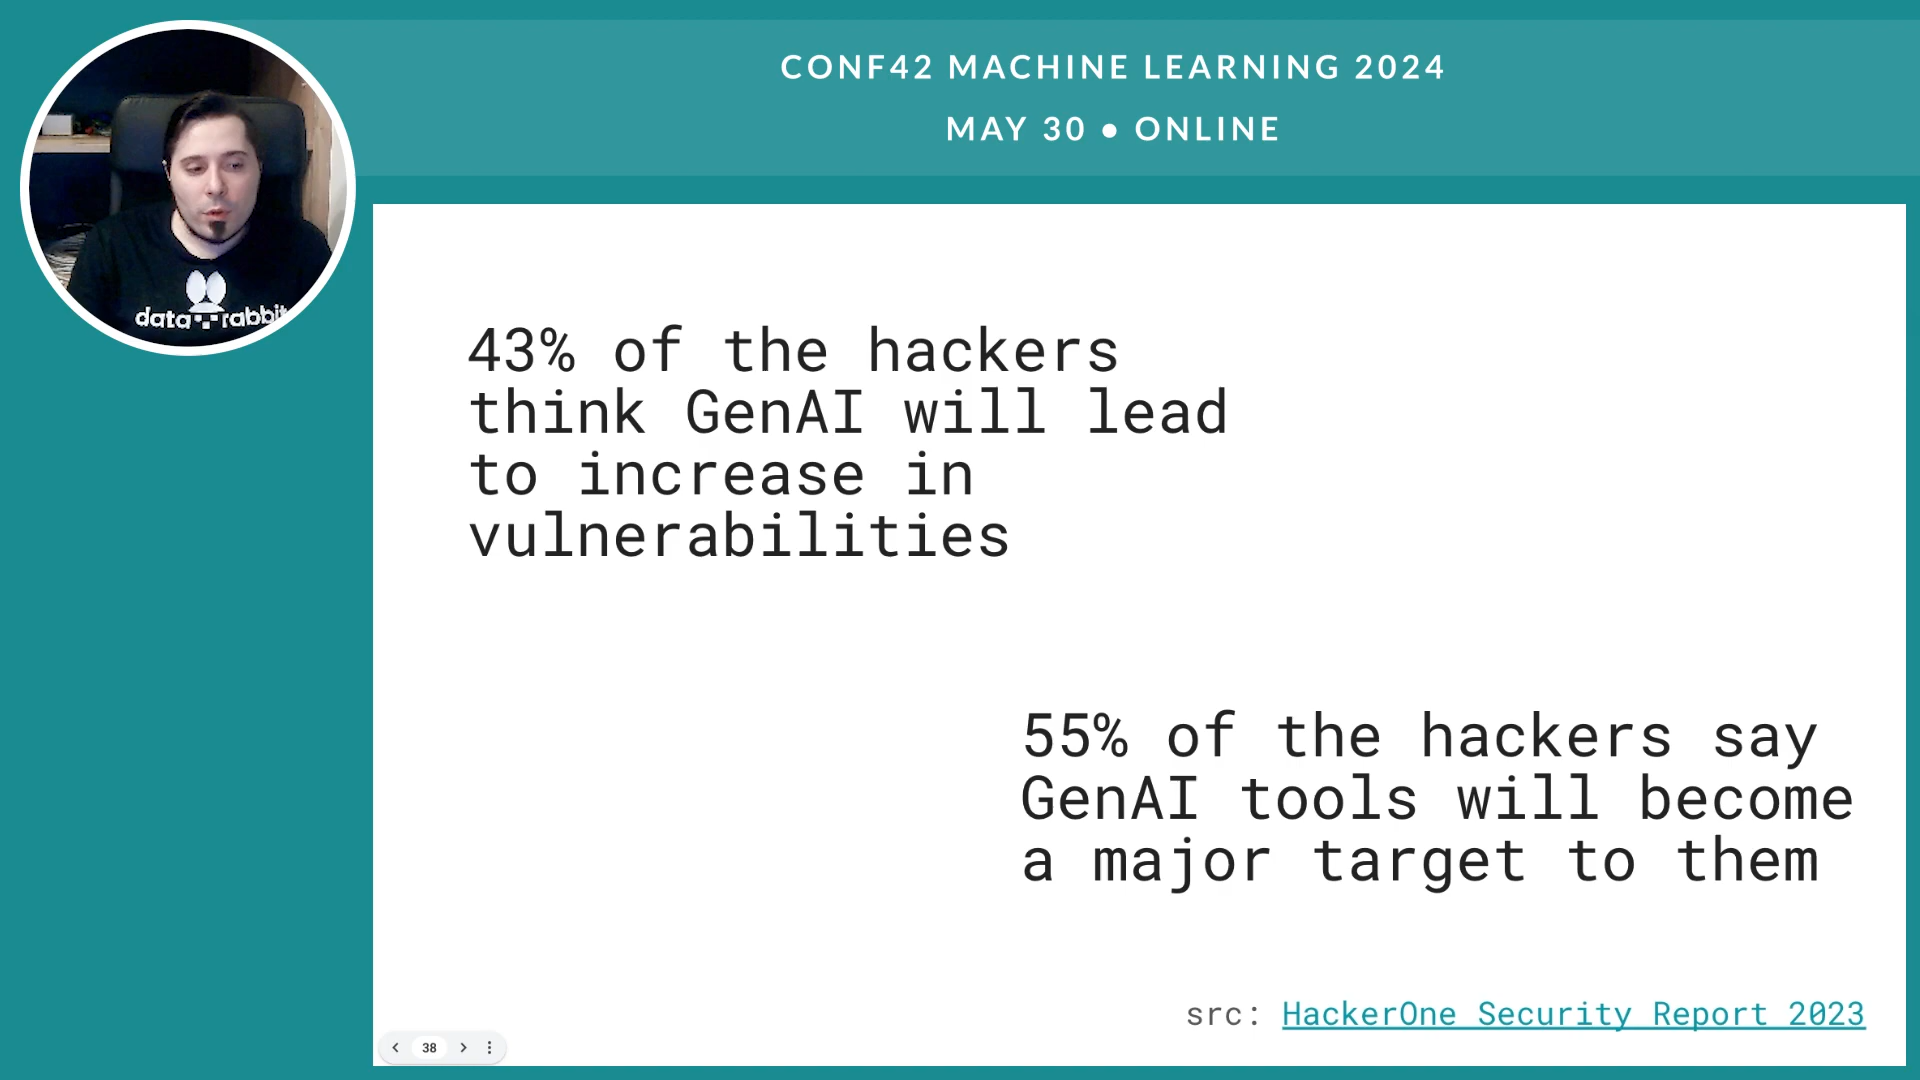 CONF42 MACHINE LEARNING 2024
MAY 30 • ONLINE
data rabbit
43% of the hackers
think GenAI will lead
to increase in
vulnerabilities
55% of the hackers say
GenAI tools will become
a major target to them
src: HackerOne Security Report 2023
38